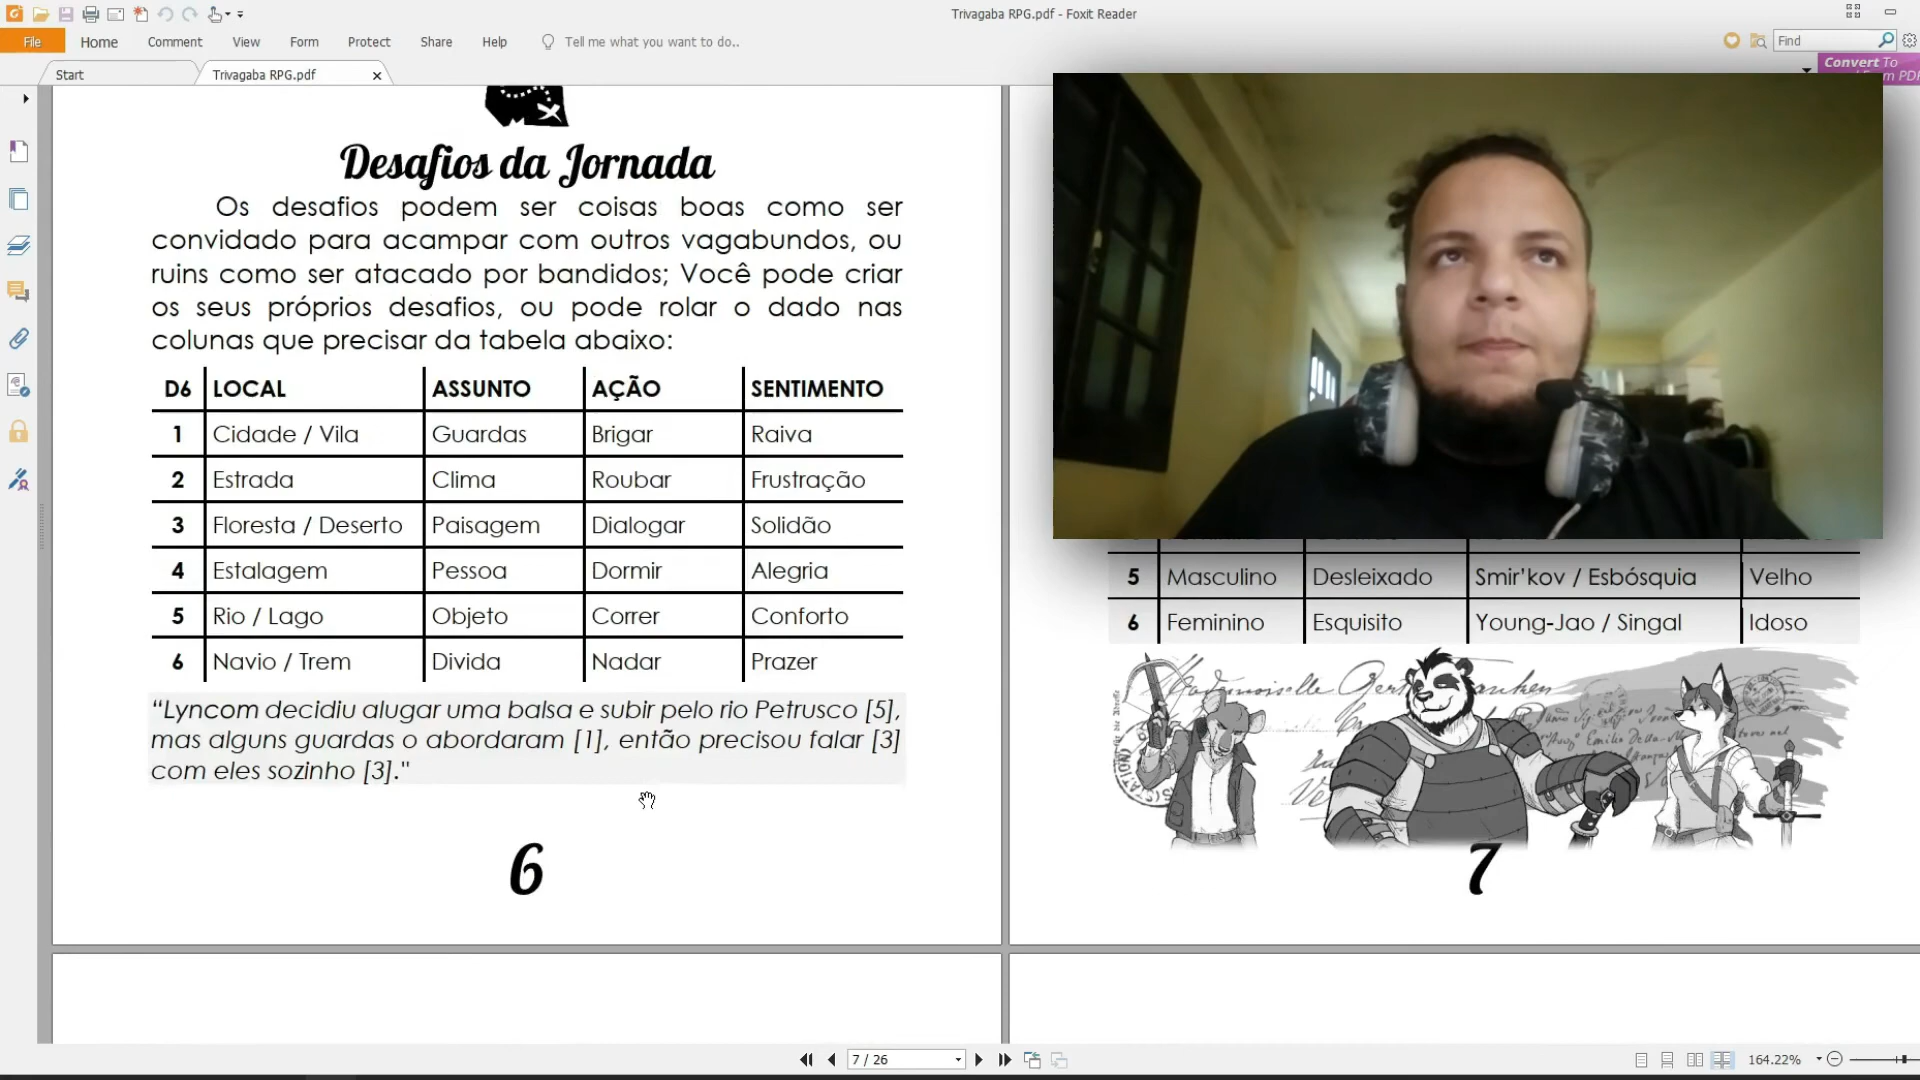 Trivagaba RPG.pdf - Foxit Reader
File Home Comment View Form Protect Share Help Tell me what you want to do.. Find
Start Trivagaba RPG.pdf
Convert To
Desafios da Jornada
Os desafios podem ser coisas boas como ser
convidado para acampar com outros vagabundos, ou
ruins como ser atacado por bandidos; Você pode criar
os seus próprios desafios, ou pode rolar o dado nas
colunas que precisar da tabela abaixo:
D6 LOCAL ASSUNTO AÇÃO SENTIMENTO
1 Cidade / Vila Guardas Brigar Raiva
2 Estrada Clima Roubar Frustração
3 Floresta / Deserto Paisagem Dialogar Solidão
4 Estalagem Pessoa Dormir Alegria
5 Rio / Lago Objeto Correr Conforto
6 Navio / Trem Divida Nadar Prazer
“Lyncom decidiu alugar uma balsa e subir pelo rio Petrusco [5],
mas alguns guardas o abordaram [1], então precisou falar [3]
com eles sozinho [3]."
6
5 Masculino Desleixado Smir’kov / Esbósquia Velho
6 Feminino Esquisito Young-Jao / Singal Idoso
7
7 / 26
164.22%